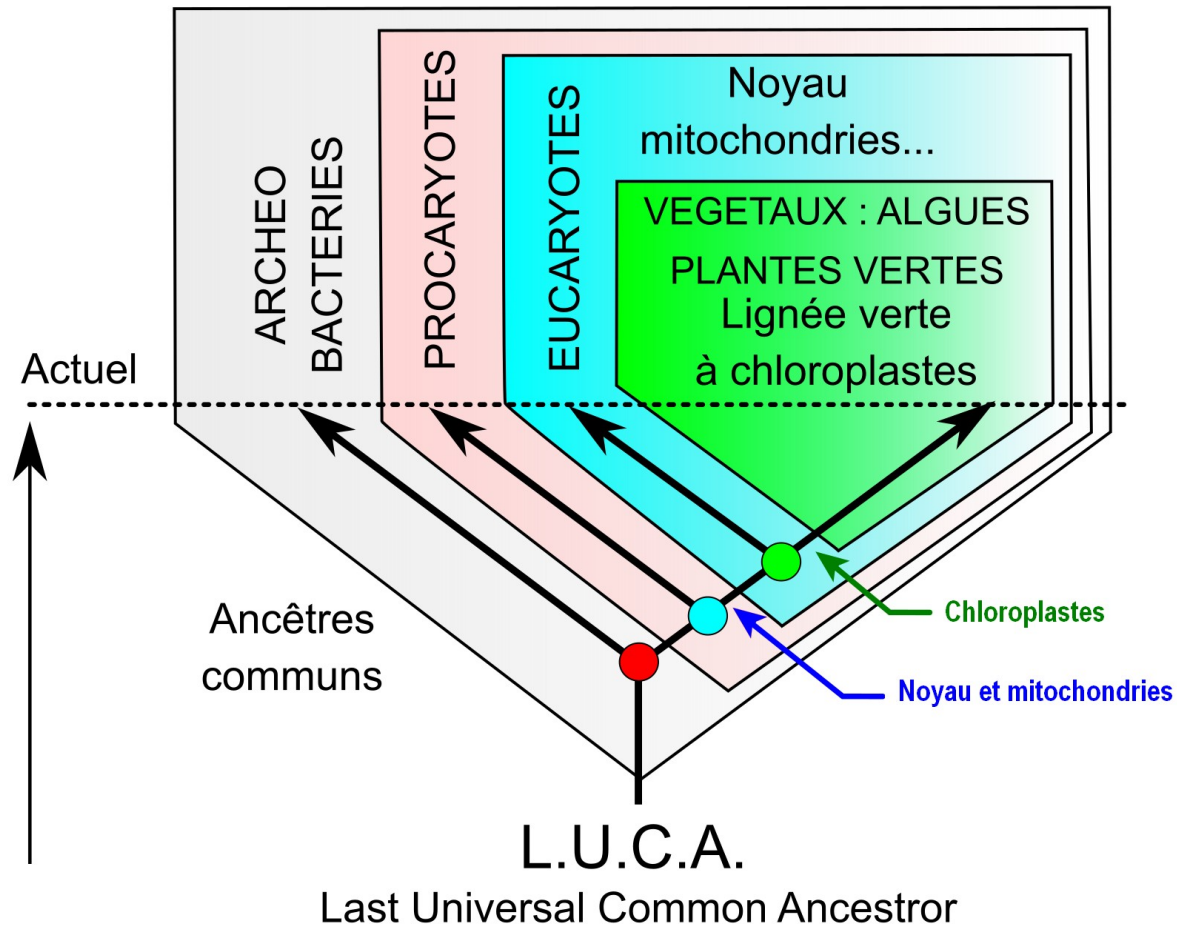 Noyau
mitochondries...
ARCHEO
BACTERIES
PROCARYOTES
EUCARYOTES
VEGETAUX : ALGUES
PLANTES VERTES
Lignée verte
à chloroplastes
Actuel
Ancêtres
communs
Chloroplastes
Noyau et mitochondries
L.U.C.A.
Last Universal Common Ancestror